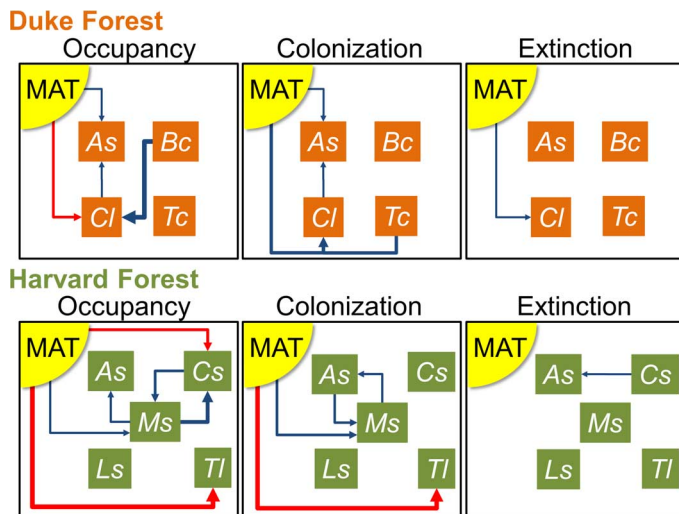 Duke Forest
Occupancy Colonization Extinction
MAT MAT MAT
As Bc As Bc As Bc
Cl Tc Cl Tc Cl Tc
Harvard Forest
Occupancy Colonization Extinction
MAT MAT MAT
As Cs As Cs As Cs
Ms Ms Ms
Ls Tl Ls Tl Ls Tl